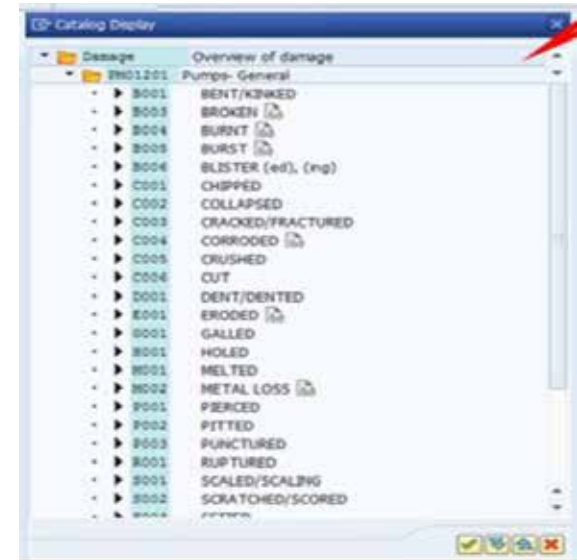 Catalog Display
Damage Overview of damage
PM01201 Pumps- General
B001 BENT/KINKED
B003 BROKEN
B004 BURNT
B005 BURST
B006 BLISTER (ed), (ing)
C001 CHIPPED
C002 COLLAPSED
C003 CRACKED/FRACTURED
C004 CORRODED
C005 CRUSHED
C006 CUT
D001 DENT/DENTED
E001 ERODED
G001 GALLED
H001 HOLED
M001 MELTED
M002 METAL LOSS
P001 PIERCED
P002 PITTED
P003 PUNCTURED
R001 RUPTURED
S001 SCALED/SCALING
S002 SCRATCHED/SCORED